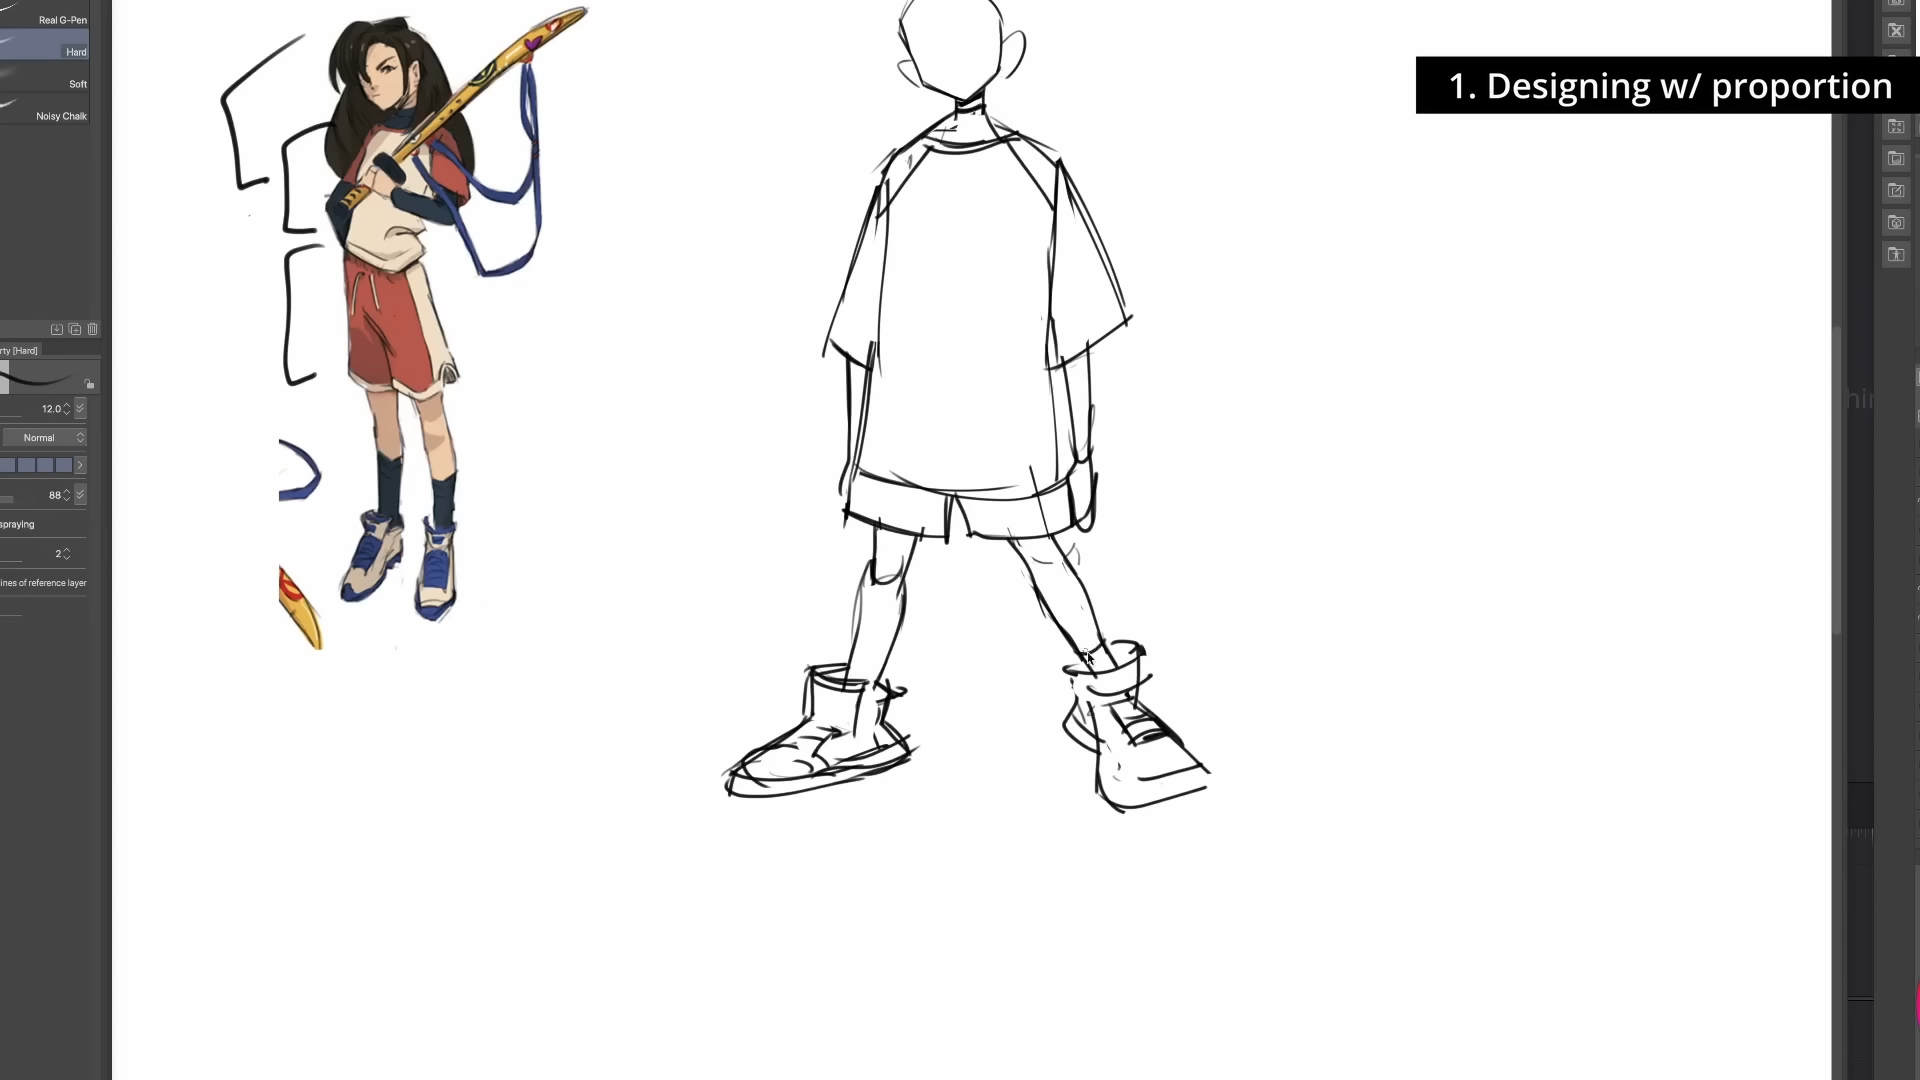 Real G-Pen
Hard
Soft
Noisy Chalk
1. Designing w/ proportion
rty [Hard]
12.0
Normal
88
spraying
2
ines of reference layer